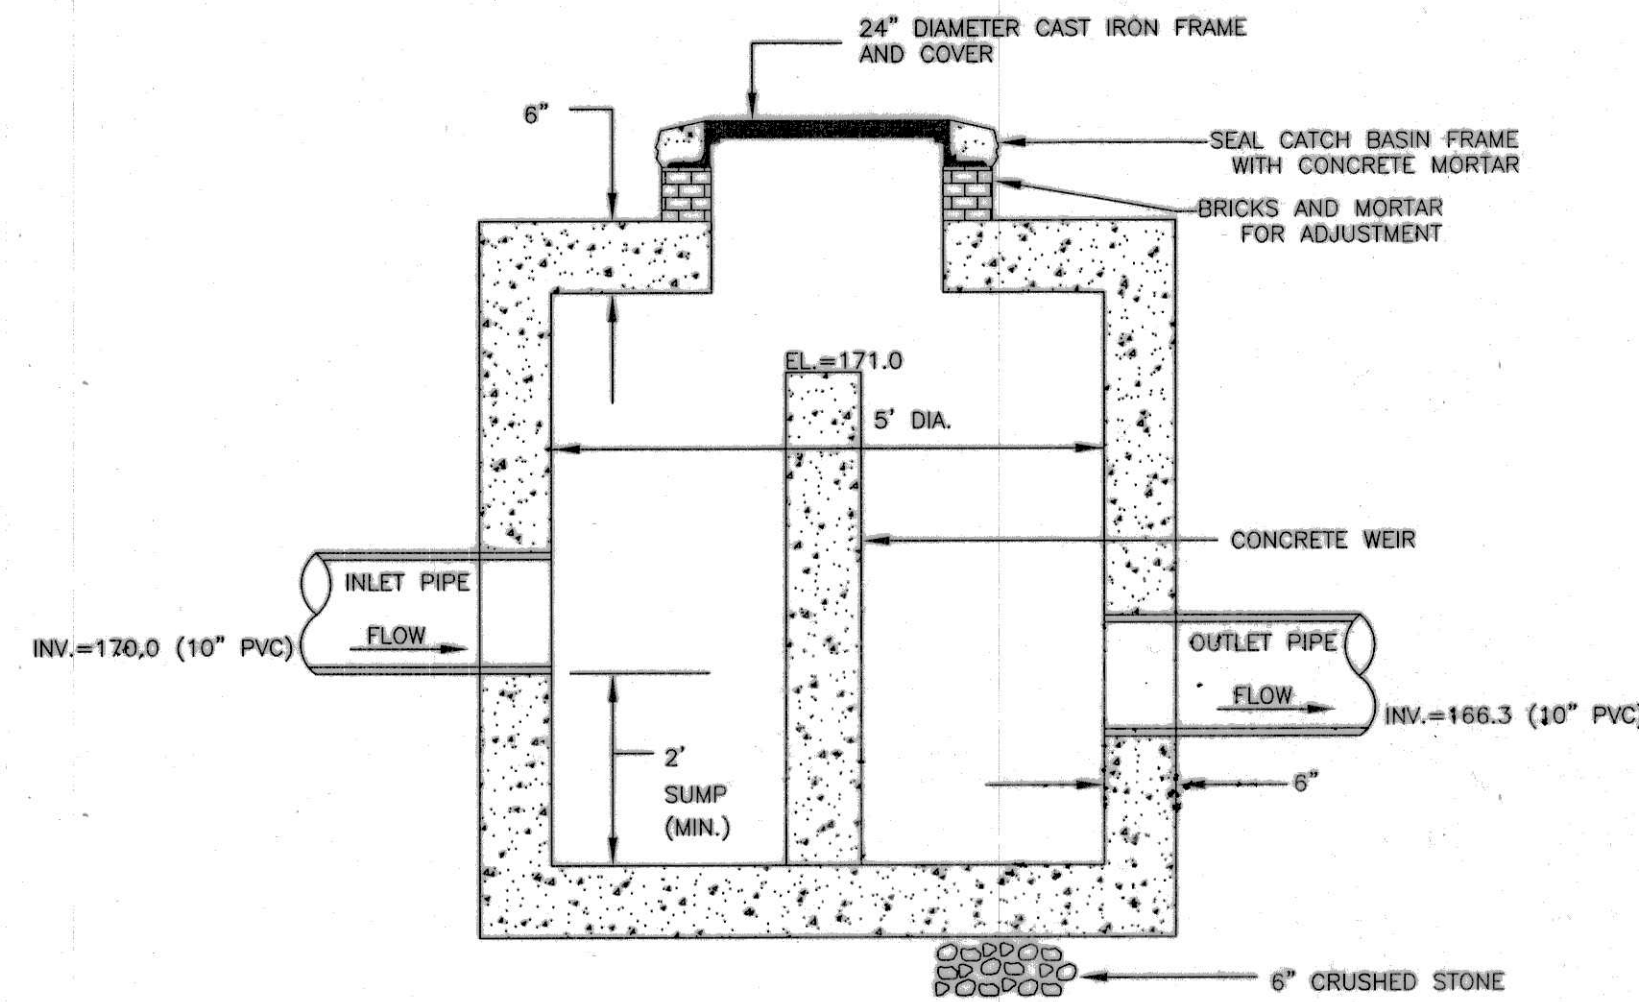 24" DIAMETER CAST IRON FRAME
AND COVER
6"
SEAL CATCH BASIN FRAME
WITH CONCRETE MORTAR
BRICKS AND MORTAR
FOR ADJUSTMENT
EL.=171.0
5' DIA.
CONCRETE WEIR
INLET PIPE
FLOW
INV.=170.0 (10" PVC)
OUTLET PIPE
FLOW
INV.=166.3 (10" PVC)
2'
SUMP
(MIN.)
6"
6" CRUSHED STONE